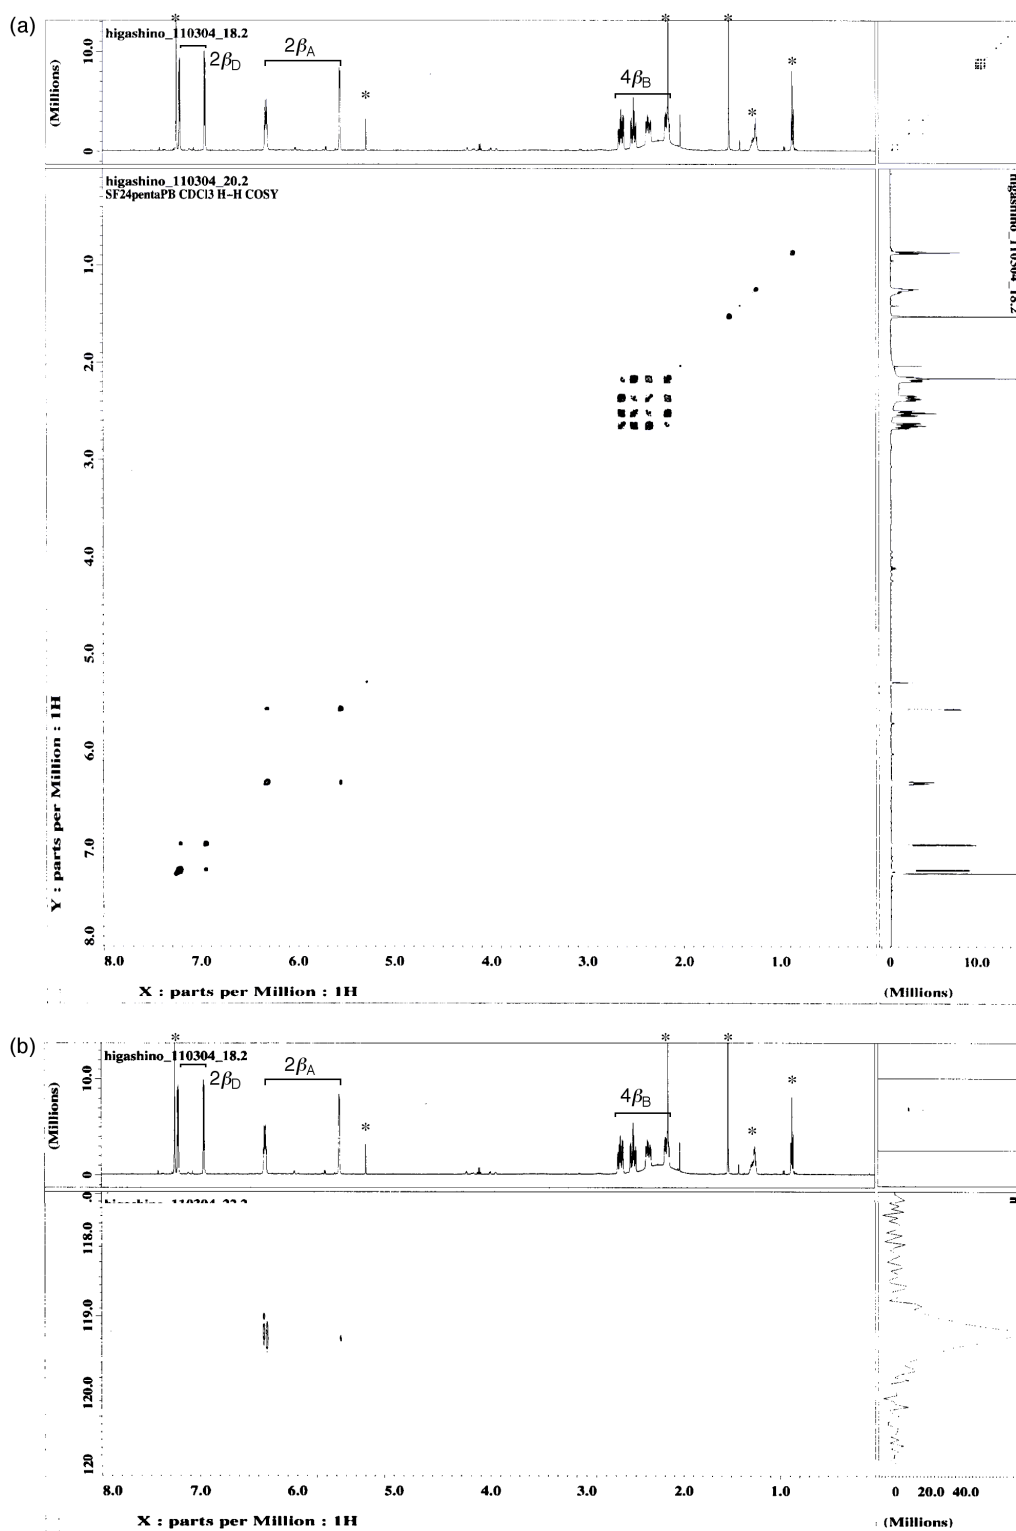 (a)
*
*
*
higashino_110304_18.2
2βD
2βA
4βB
*
*
*
(Millions)
10.0
0
higashino_110304_20.2
SF24pentaPB CDCl3 H-H COSY
higashino_110304_18.2
1.0
2.0
3.0
4.0
5.0
6.0
7.0
8.0
Y : parts per Million : 1H
8.0 7.0 6.0 5.0 4.0 3.0 2.0 1.0
0 10.0
X : parts per Million : 1H
(Millions)
(b)
*
*
*
higashino_110304_18.2
2βD
2βA
4βB
*
*
*
(Millions)
10.0
0
118.0
119.0
120.0
120
8.0 7.0 6.0 5.0 4.0 3.0 2.0 1.0
0 20.0 40.0
X : parts per Million : 1H
(Millions)